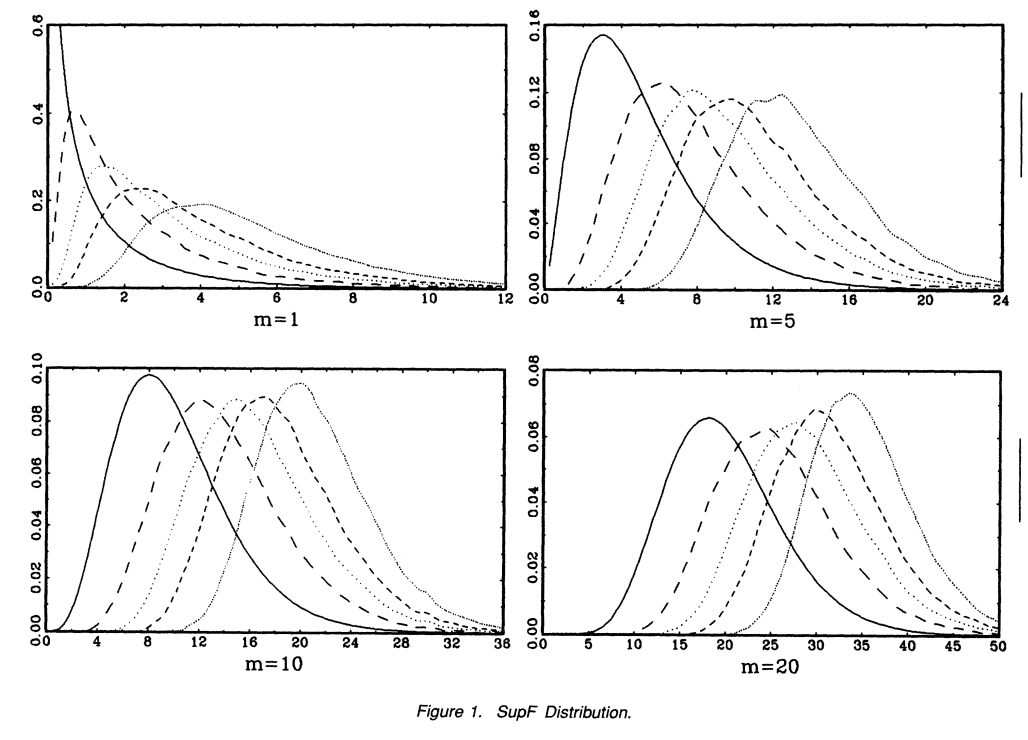 0.0 0.2 0.4 0.6
0 2 4 6 8 10 12
m=1
0.00 0.04 0.08 0.12 0.16
0 4 8 12 16 20 24
m=5
0.00 0.02 0.04 0.06 0.08 0.10
0 4 8 12 16 20 24 28 32 36
m=10
0.00 0.02 0.04 0.06 0.08
0 5 10 15 20 25 30 35 40 45 50
m=20
Figure 1. SupF Distribution.